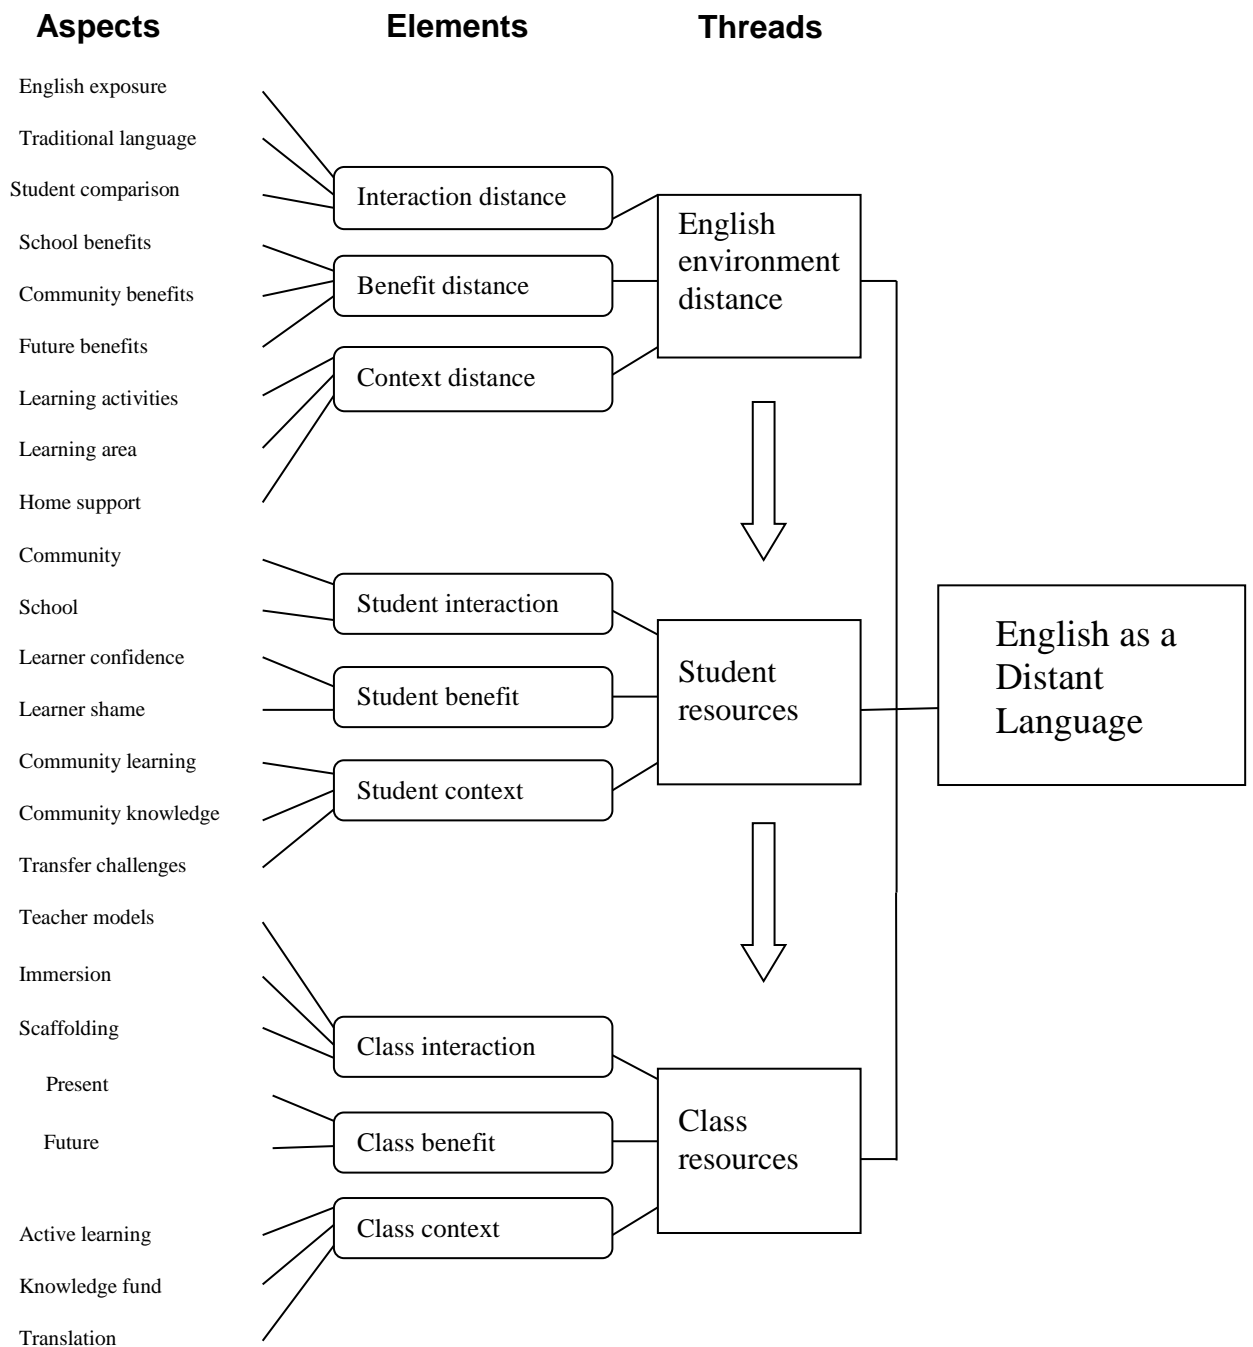 Aspects
Elements
Threads
English exposure
Traditional language
Student comparison
School benefits
Community benefits
Future benefits
Learning activities
Learning area
Home support
Community
School
Learner confidence
Learner shame
Community learning
Community knowledge
Transfer challenges
Teacher models
Immersion
Scaffolding
Present
Future
Active learning
Knowledge fund
Translation
Interaction distance
Benefit distance
Context distance
Student interaction
Student benefit
Student context
Class interaction
Class benefit
Class context
English
environment
distance
Student
resources
Class
resources
English as a
Distant
Language